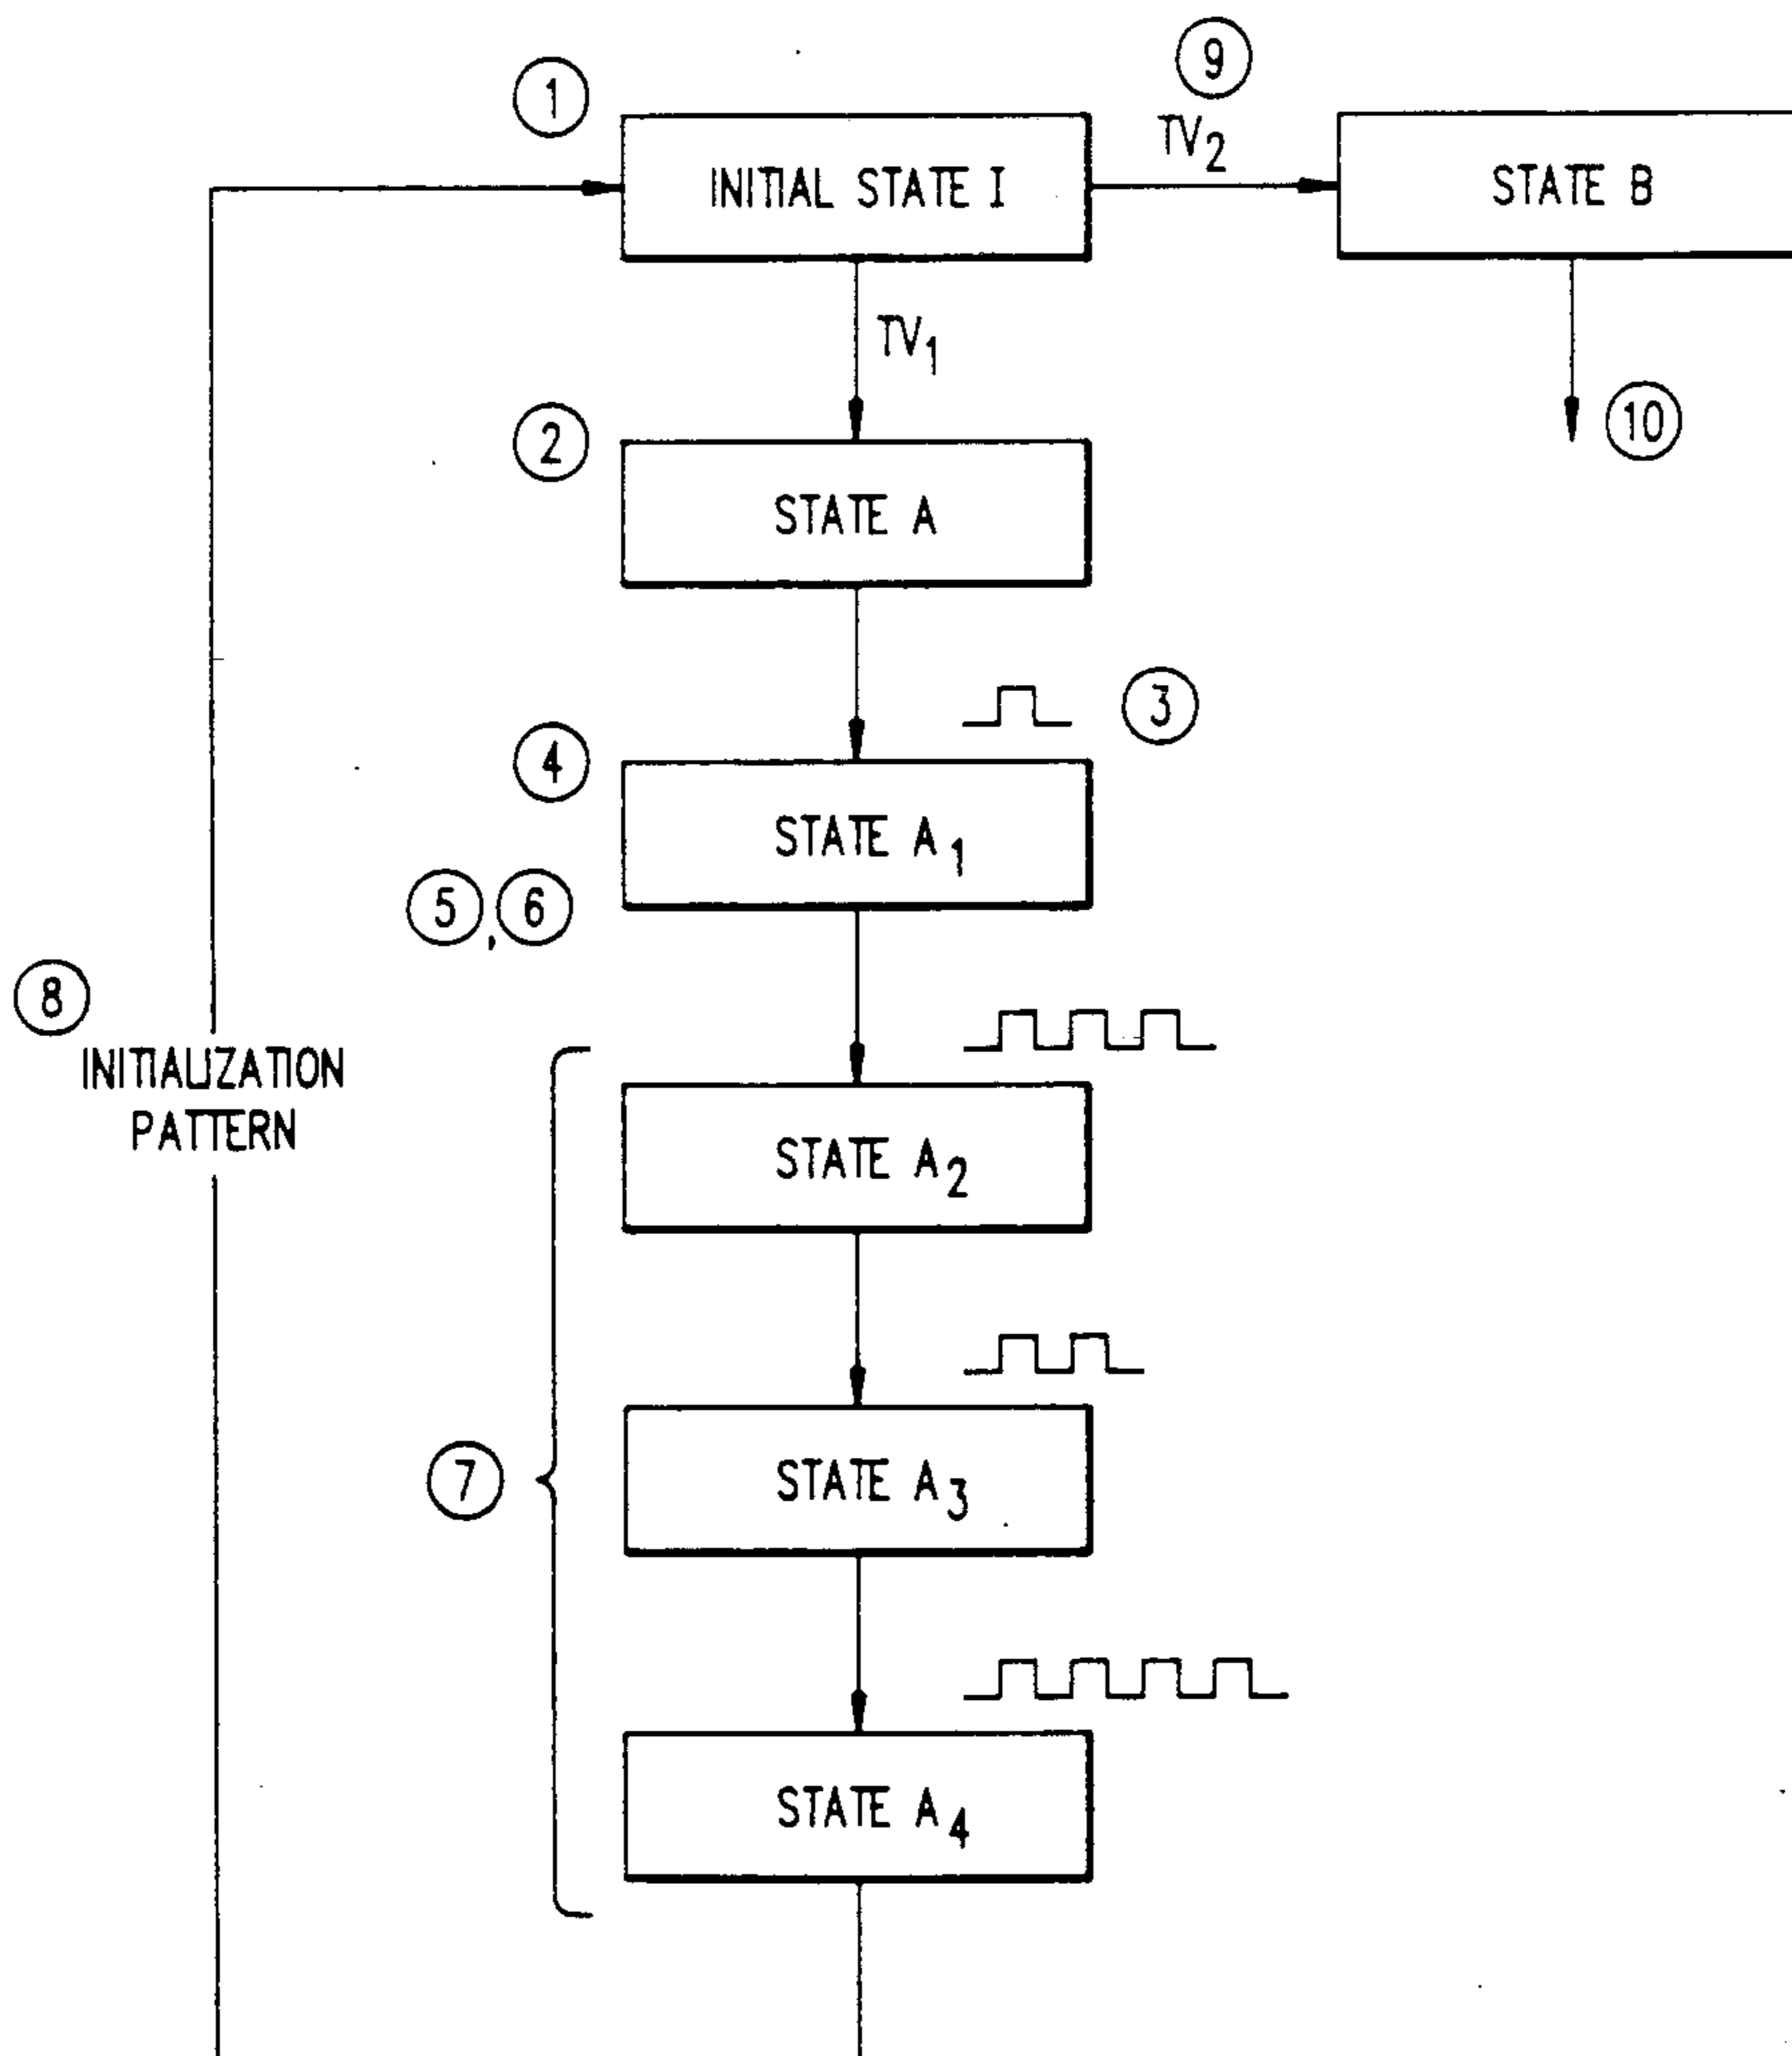 1
9
TV2
INITIAL STATE I
STATE B
TV1
2
10
STATE A
3
4
STATE A1
5, 6
8
INITIALIZATION
PATTERN
STATE A2
7
STATE A3
STATE A4